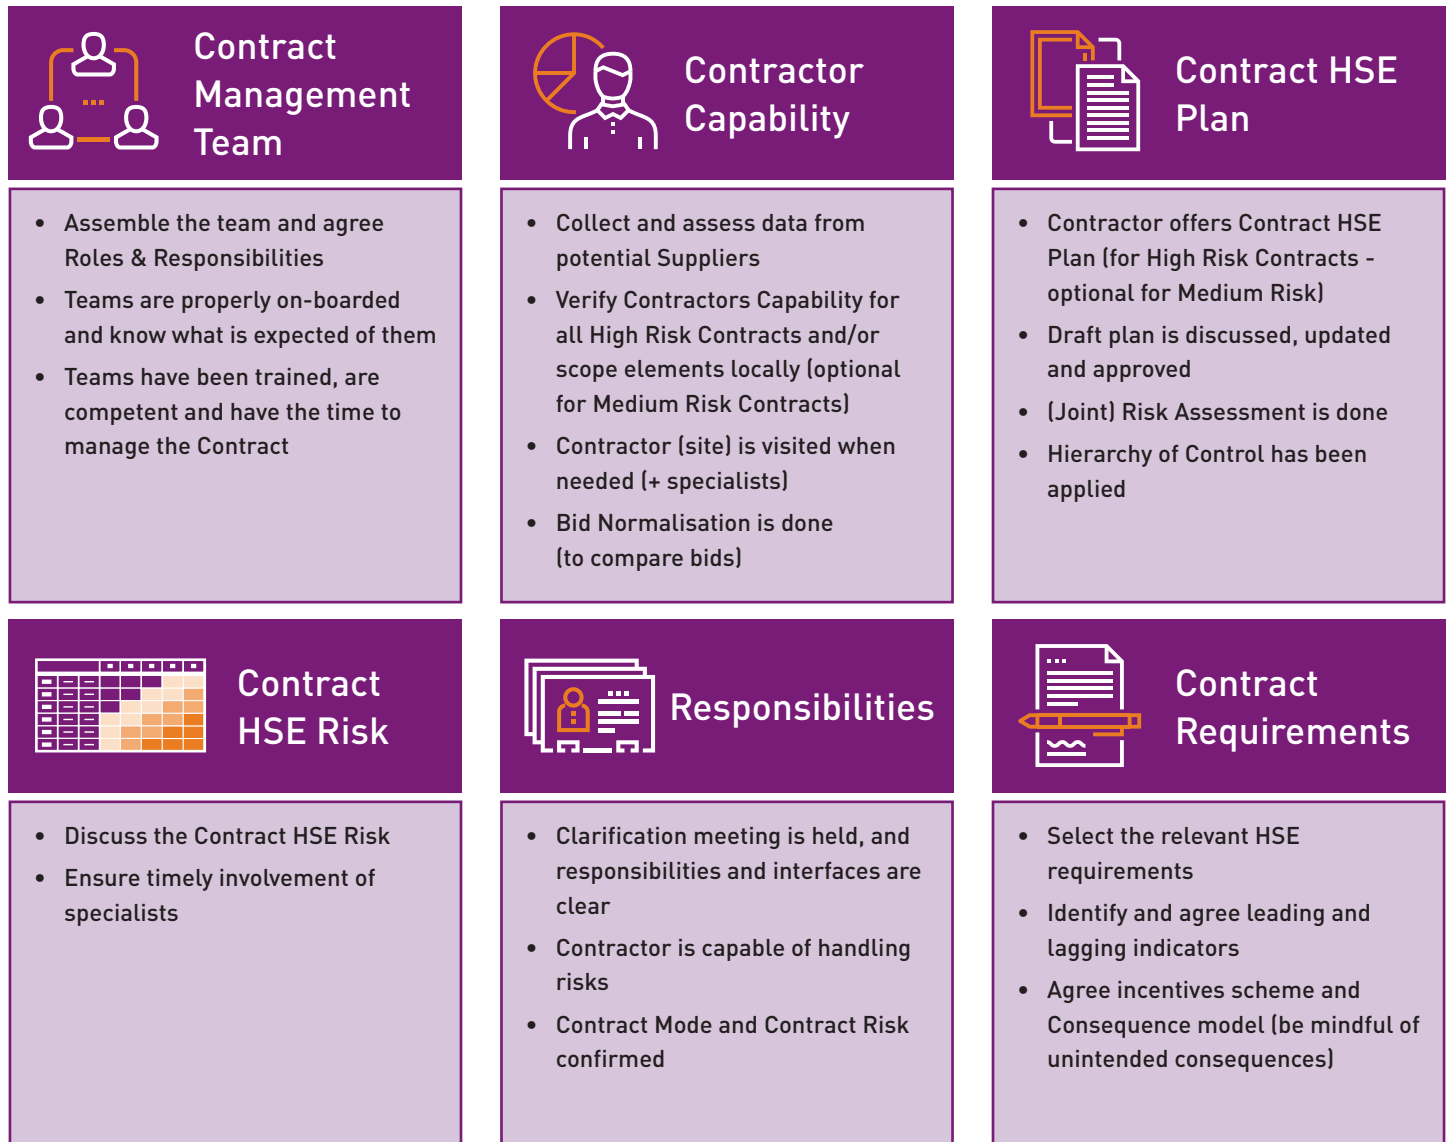 Contract
Management
Team
• Assemble the team and agree
Roles & Responsibilities
• Teams are properly on-boarded
and know what is expected of them
• Teams have been trained, are
competent and have the time to
manage the Contract
Contractor
Capability
• Collect and assess data from
potential Suppliers
• Verify Contractors Capability for
all High Risk Contracts and/or
scope elements locally (optional
for Medium Risk Contracts)
• Contractor (site) is visited when
needed (+ specialists)
• Bid Normalisation is done
(to compare bids)
Contract HSE
Plan
• Contractor offers Contract HSE
Plan (for High Risk Contracts -
optional for Medium Risk)
• Draft plan is discussed, updated
and approved
• (Joint) Risk Assessment is done
• Hierarchy of Control has been
applied
Contract
HSE Risk
• Discuss the Contract HSE Risk
• Ensure timely involvement of
specialists
Responsibilities
• Clarification meeting is held, and
responsibilities and interfaces are
clear
• Contractor is capable of handling
risks
• Contract Mode and Contract Risk
confirmed
Contract
Requirements
• Select the relevant HSE
requirements
• Identify and agree leading and
lagging indicators
• Agree incentives scheme and
Consequence model (be mindful of
unintended consequences)